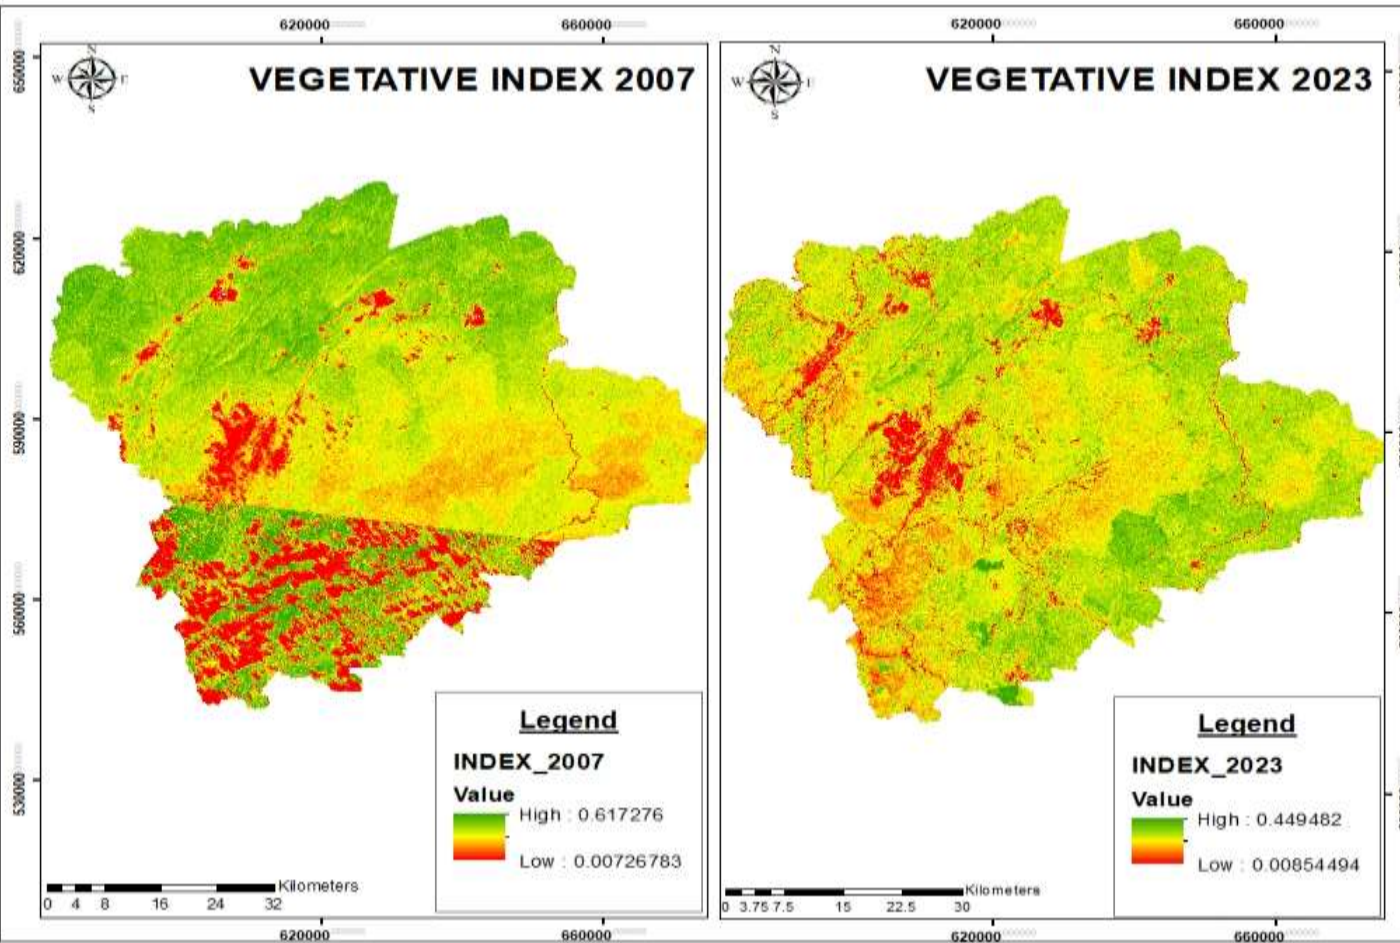 620000 660000
620000 660000
N
W E
S
VEGETATIVE INDEX 2007
N
W E
S
VEGETATIVE INDEX 2023
650000
620000
590000
560000
530000
Legend
INDEX_2007
Value
High : 0.617276
Low : 0.00726783
Kilometers
0 4 8 16 24 32
Legend
INDEX_2023
Value
High : 0.449482
Low : 0.00854494
Kilometers
0 3.75 7.5 15 22.5 30
620000 660000
620000 660000